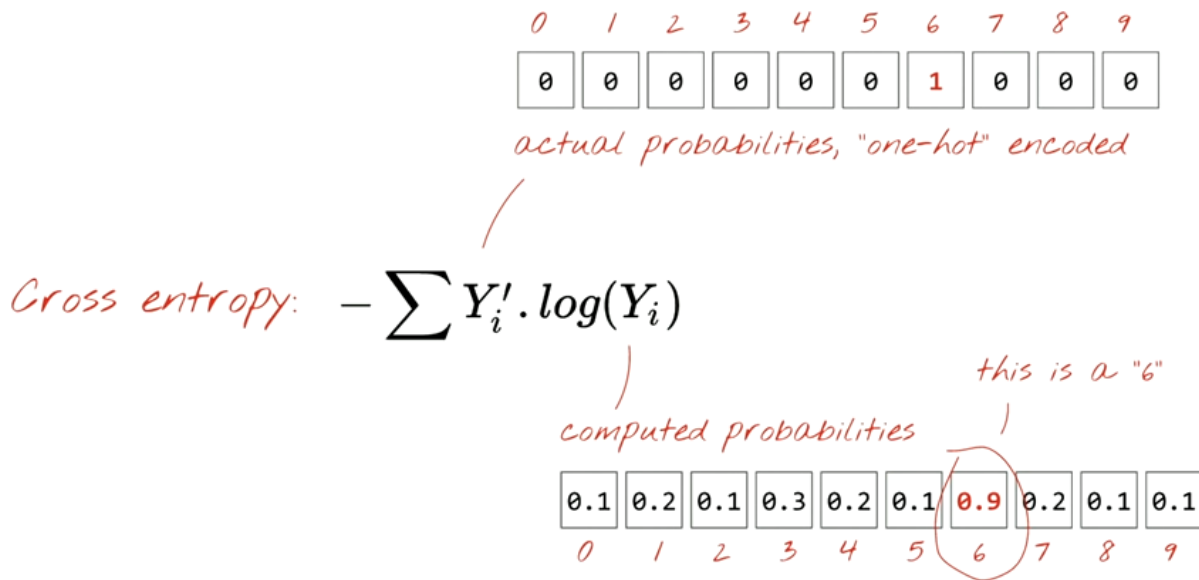 0 1 2 3 4 5 6 7 8 9
0 0 0 0 0 0 1 0 0 0
actual probabilities, "one-hot" encoded
Cross entropy: − ∑ Y′ᵢ . log(Yᵢ)
this is a "6"
computed probabilities
0.1 0.2 0.1 0.3 0.2 0.1 0.9 0.2 0.1 0.1
0 1 2 3 4 5 6 7 8 9